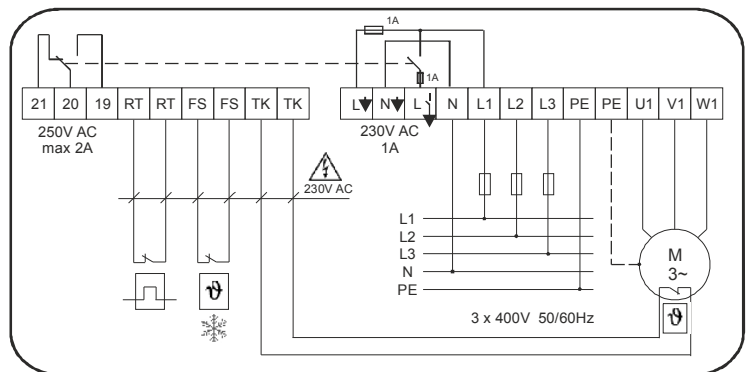 1A
1A
21 20 19 RT RT FS FS TK TK
L N L N L1 L2 L3 PE PE U1 V1 W1
250V AC
max 2A
230V AC
1A
230V AC
L1
L2
L3
N
PE
M
3~
ϑ
ϑ
3 x 400V 50/60Hz